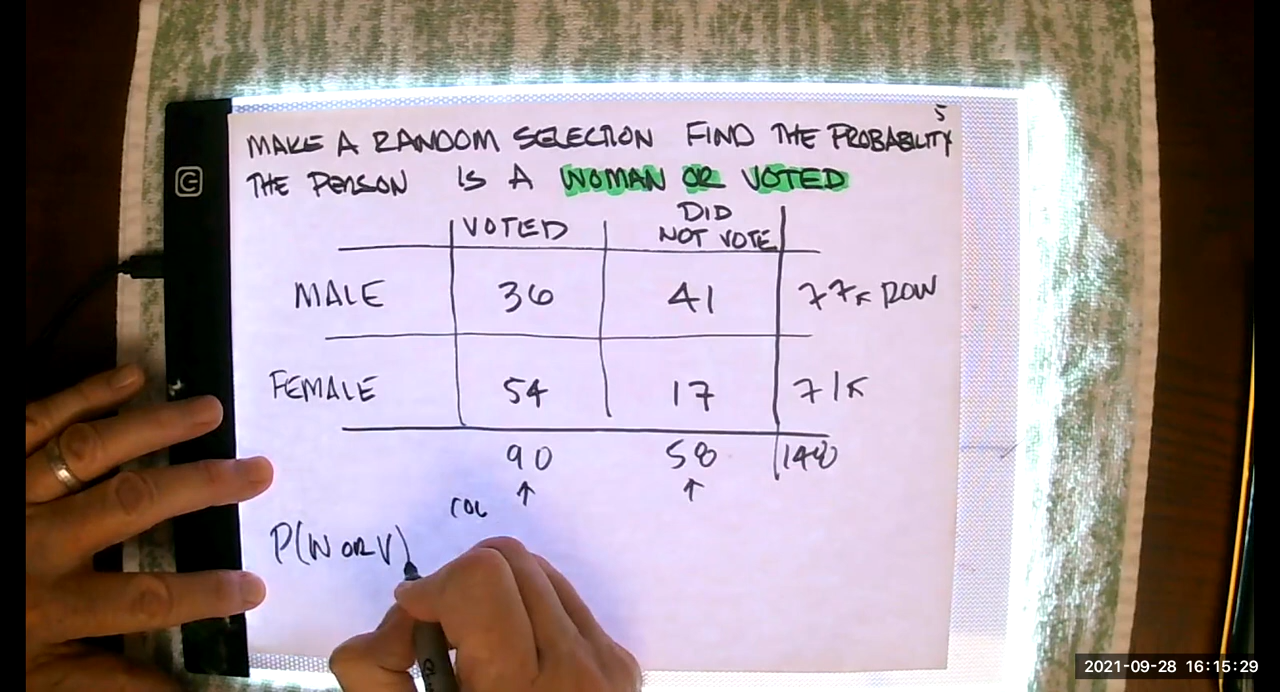 5
MAKE A RANDOM SELECTION FIND THE PROBABILITY
THE PERSON IS A WOMAN OR VOTED
VOTED DID NOT VOTE
MALE 36 41 77 ROW
FEMALE 54 17 71
90 58 148
COL
P(W OR V)
2021-09-28 16:15:29